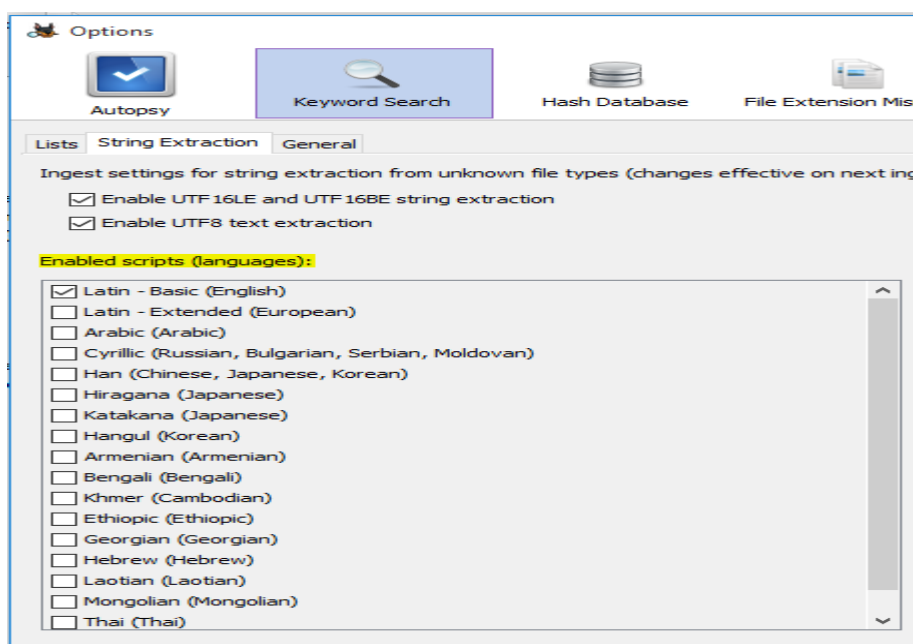 Options
Autopsy
Keyword Search
Hash Database
File Extension Mis
Lists
String Extraction
General
Ingest settings for string extraction from unknown file types (changes effective on next ing
Enable UTF16LE and UTF16BE string extraction
Enable UTF8 text extraction
Enabled scripts (languages):
Latin - Basic (English)
Latin - Extended (European)
Arabic (Arabic)
Cyrillic (Russian, Bulgarian, Serbian, Moldovan)
Han (Chinese, Japanese, Korean)
Hiragana (Japanese)
Katakana (Japanese)
Hangul (Korean)
Armenian (Armenian)
Bengali (Bengali)
Khmer (Cambodian)
Ethiopic (Ethiopic)
Georgian (Georgian)
Hebrew (Hebrew)
Laotian (Laotian)
Mongolian (Mongolian)
Thai (Thai)